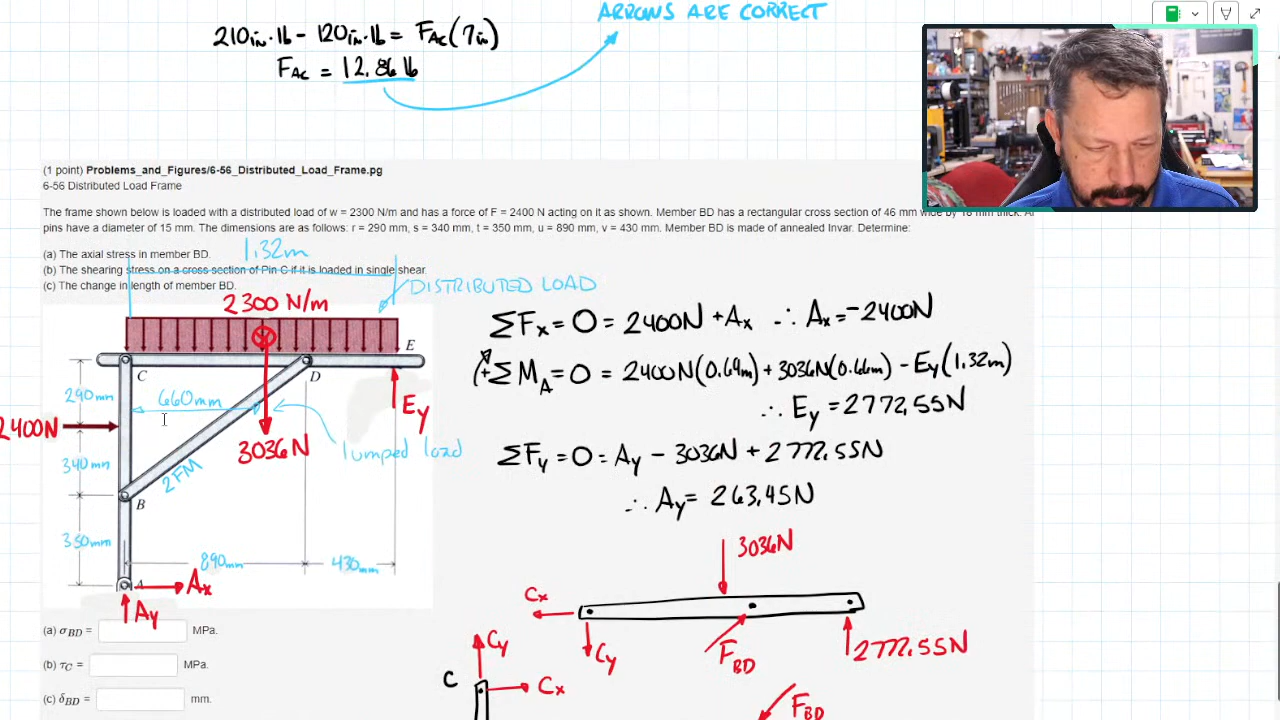 ARROWS ARE CORRECT
210in·lb - 120in·lb = FAC(7in)
FAC = 12.86 lb
(1 point) Problems_and_Figures/6-56_Distributed_Load_Frame.pg
6-56 Distributed Load Frame
The frame shown below is loaded with a distributed load of w = 2300 N/m and has a force of F = 2400 N acting on it as shown. Member BD has a rectangular cross section of 46 mm wide by 18 mm thick. Al
pins have a diameter of 15 mm. The dimensions are as follows: r = 290 mm, s = 340 mm, t = 350 mm, u = 890 mm, v = 430 mm. Member BD is made of annealed Invar. Determine:
(a) The axial stress in member BD.
(b) The shearing stress on a cross section of Pin C if it is loaded in single shear.
(c) The change in length of member BD.
1.32m
DISTRIBUTED LOAD
2300 N/m
E
C
D
290mm
660mm
Ey
2400N
3036N
lumped load
340mm
2FM
B
350mm
890mm
430mm
A
Ax
Ay
ΣFx = 0 = 2400N + Ax ∴ Ax = -2400N
+ΣMA = 0 = 2400N(0.69m) + 3036N(0.66m) - Ey(1.32m)
∴ Ey = 2772.55N
ΣFy = 0 = Ay - 3036N + 2772.55N
∴ Ay = 263.45N
3036N
Cx
Cy
FBD
2772.55N
Cy
C
Cx
FBD
(a) σBD = MPa.
(b) τC = MPa.
(c) δBD = mm.